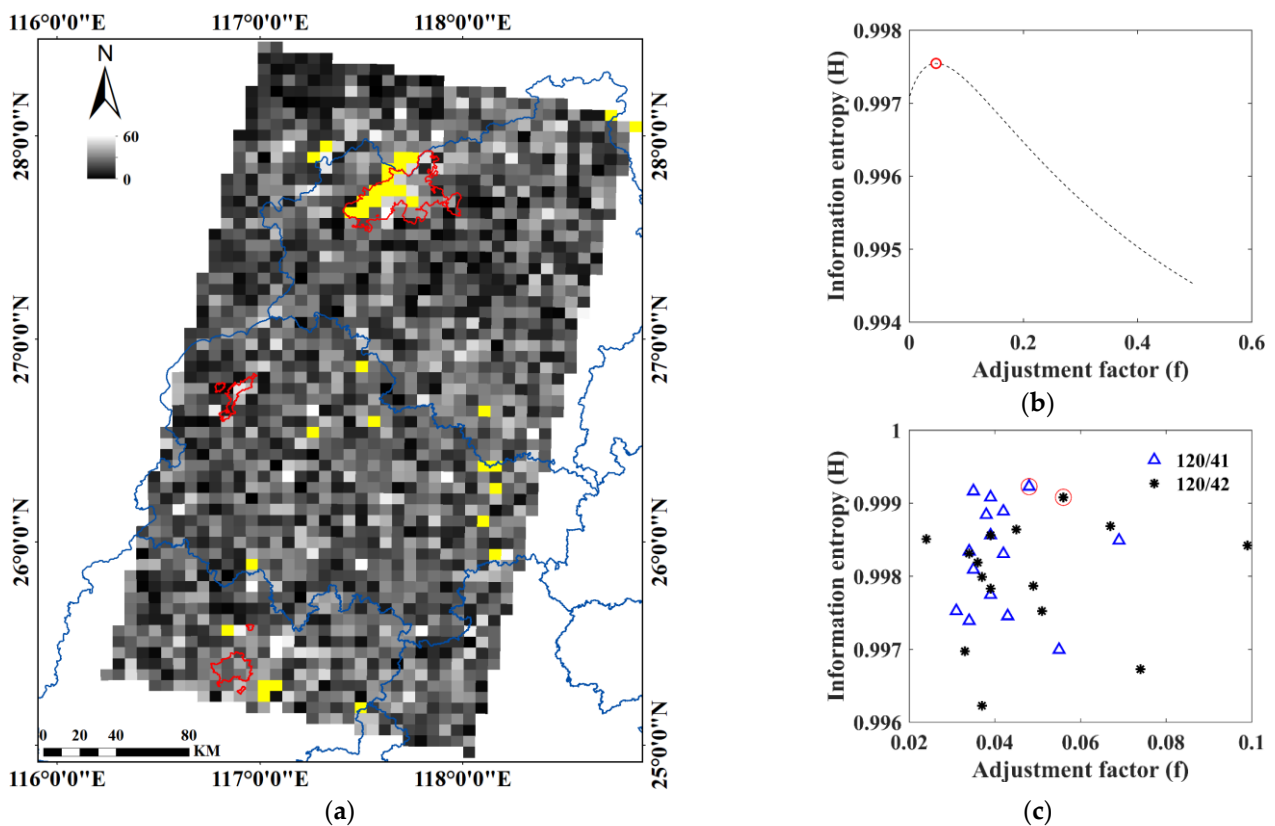 116°0'0"E 117°0'0"E 118°0'0"E
N
60
0
28°0'0"N
27°0'0"N
26°0'0"N
28°0'0"N
27°0'0"N
26°0'0"N
25°0'0"N
0 20 40 80
KM
116°0'0"E 117°0'0"E 118°0'0"E
(a)
Information entropy (H)
0.998
0.997
0.996
0.995
0.994
0 0.2 0.4 0.6
Adjustment factor (f)
(b)
Information entropy (H)
1
0.999
0.998
0.997
0.996
120/41
120/42
0.02 0.04 0.06 0.08 0.1
Adjustment factor (f)
(c)